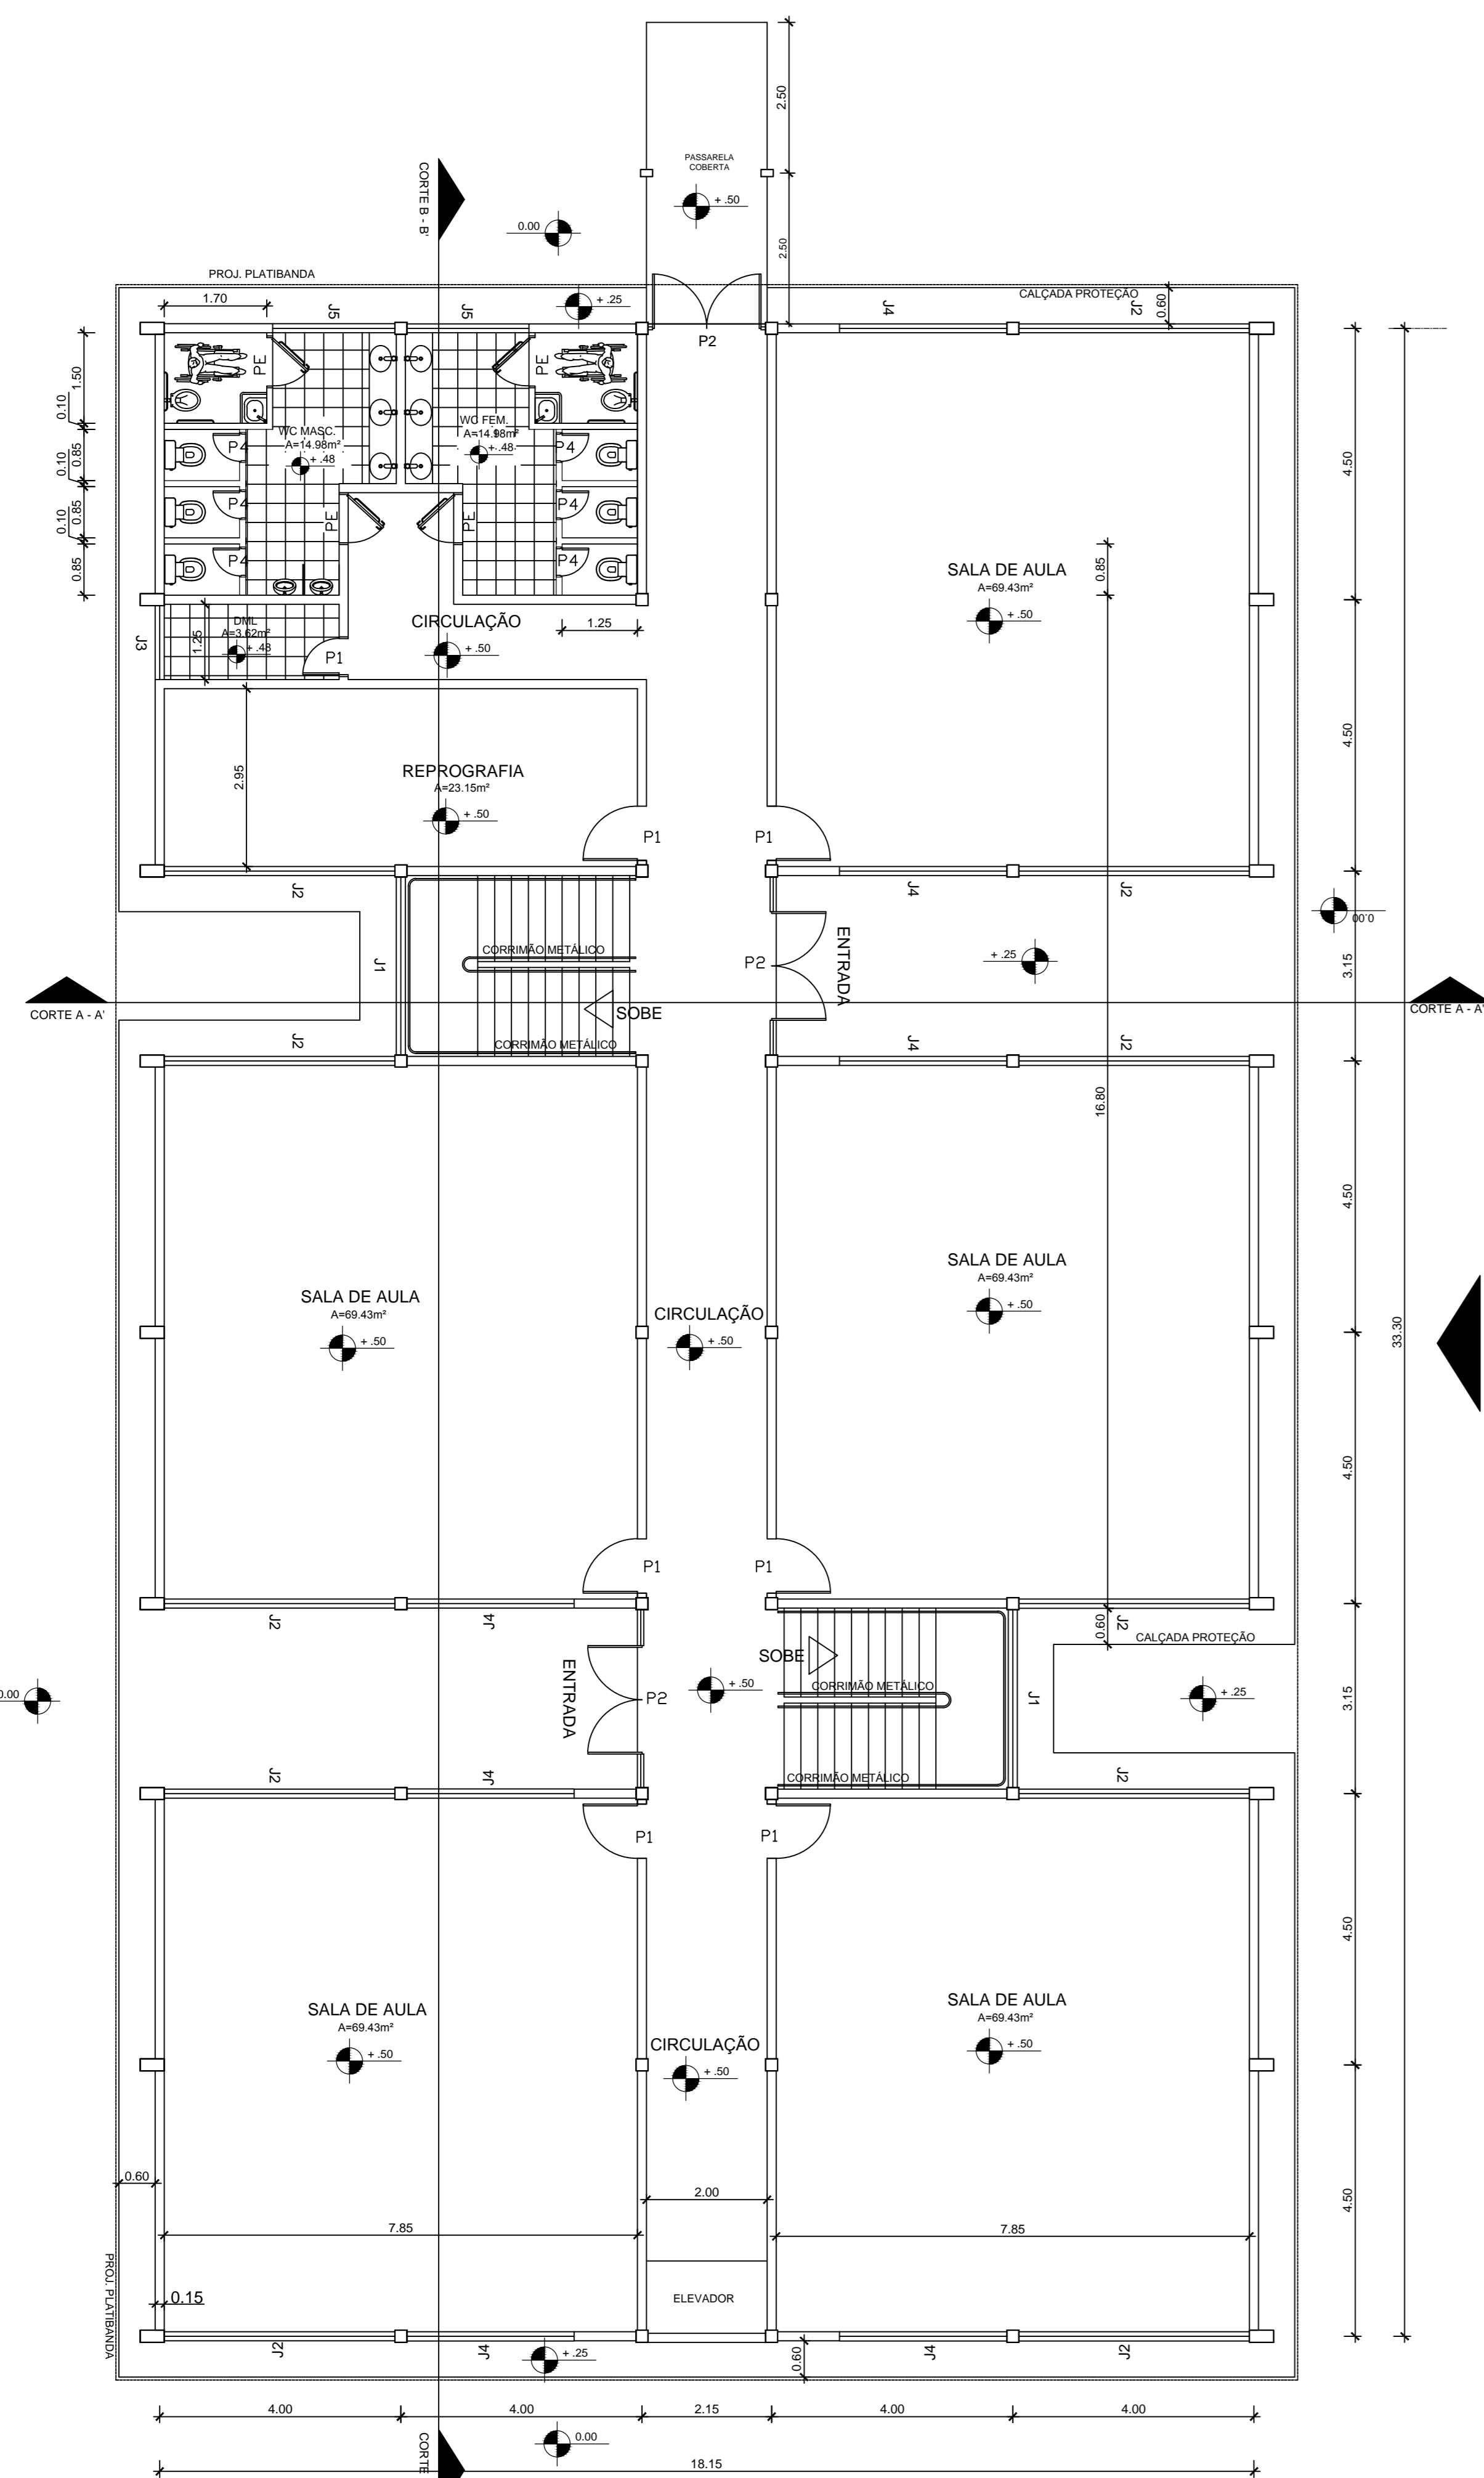 2.50
PASSARELA
COBERTA
+ .50
CORTE B - B'
0.00
2.50
PROJ. PLATIBANDA
CALÇADA PROTEÇÃO
0.60
1.70
J5
J5
+ .25
J4
J2
P2
1.50
0.10
0.85
0.10
0.85
0.10
0.85
PE
PE
WC MASC.
A=14.98m²
+ .48
WC FEM.
A=14.98m²
+ .48
P4
P4
P4
P4
P4
P4
PE
PE
4.50
SALA DE AULA
A=69.43m²
+ .50
0.85
DML
A=3.62m²
+ .48
1.25
J3
P1
CIRCULAÇÃO
+ .50
1.25
REPROGRAFIA
A=23.15m²
+ .50
2.95
4.50
P1
P1
J2
J4
J2
0.00
CORRIMÃO METÁLICO
J1
P2
ENTRADA
+ .25
3.15
SOBE
CORTE A - A'
CORTE A - A'
CORRIMÃO METÁLICO
J2
J4
J2
16.80
4.50
SALA DE AULA
A=69.43m²
+ .50
SALA DE AULA
A=69.43m²
+ .50
CIRCULAÇÃO
+ .50
33.30
4.50
P1
P1
J2
J4
J2
0.60
CALÇADA PROTEÇÃO
SOBE
ENTRADA
P2
+ .50
CORRIMÃO METÁLICO
J1
+ .25
3.15
0.00
CORRIMÃO METÁLICO
J2
J4
J2
P1
P1
4.50
SALA DE AULA
A=69.43m²
+ .50
SALA DE AULA
A=69.43m²
+ .50
CIRCULAÇÃO
+ .50
0.60
2.00
4.50
7.85
7.85
PROJ. PLATIBANDA
0.15
ELEVADOR
J2
J4
+ .25
0.60
J4
J2
4.00
4.00
2.15
4.00
4.00
CORTE
0.00
18.15